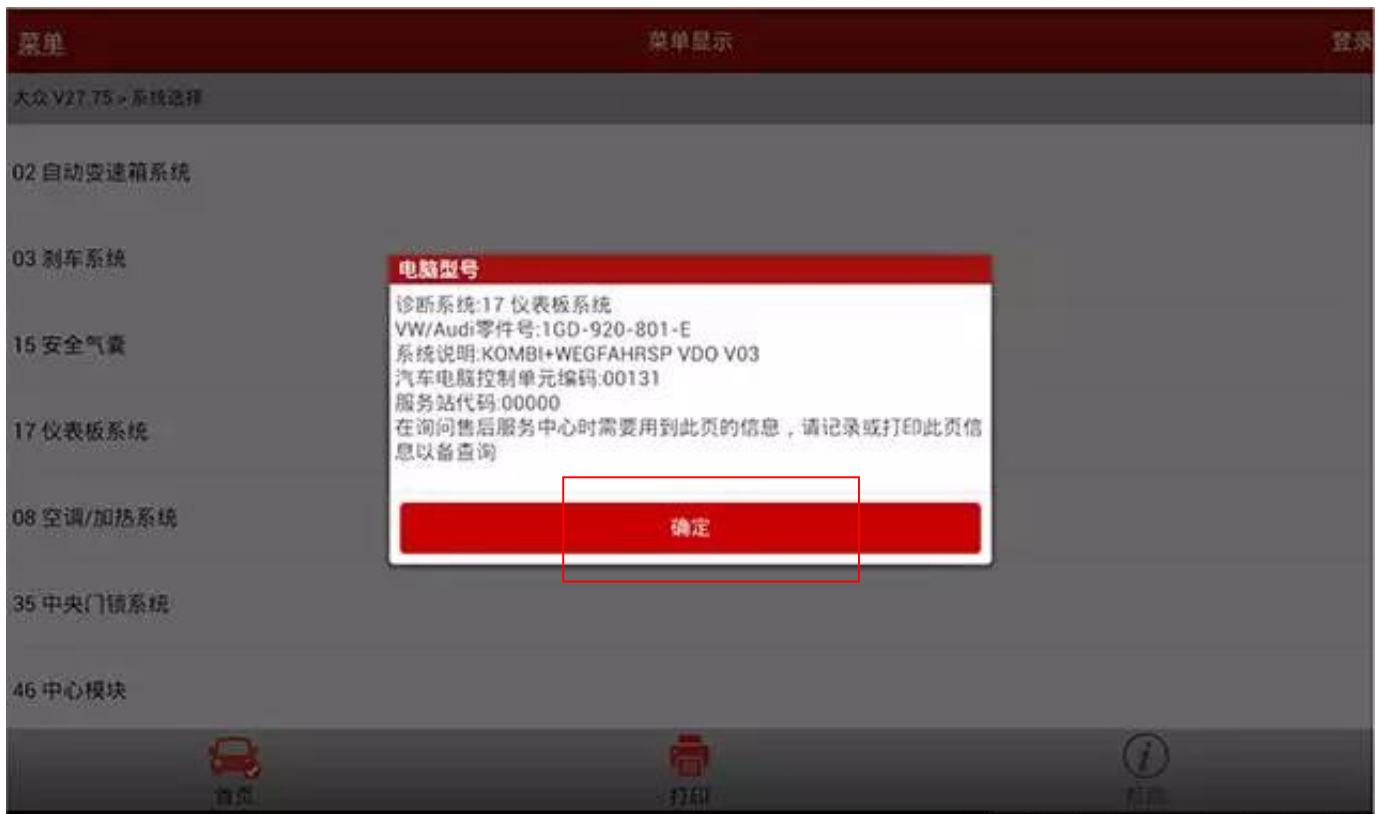 菜单
菜单显示
登录
大众 V27.75 > 系统选择
02 自动变速箱系统
03 刹车系统
15 安全气囊
17 仪表板系统
08 空调/加热系统
35 中央门锁系统
46 中心模块
电脑型号
诊断系统:17 仪表板系统
VW/Audi零件号:1GD-920-801-E
系统说明:KOMBI+WEGFAHRSP VDO V03
汽车电脑控制单元编码:00131
服务站代码:00000
在询问售后服务中心时需要用到此页的信息，请记录或打印此页信
息以备查询
确定
首页
打印